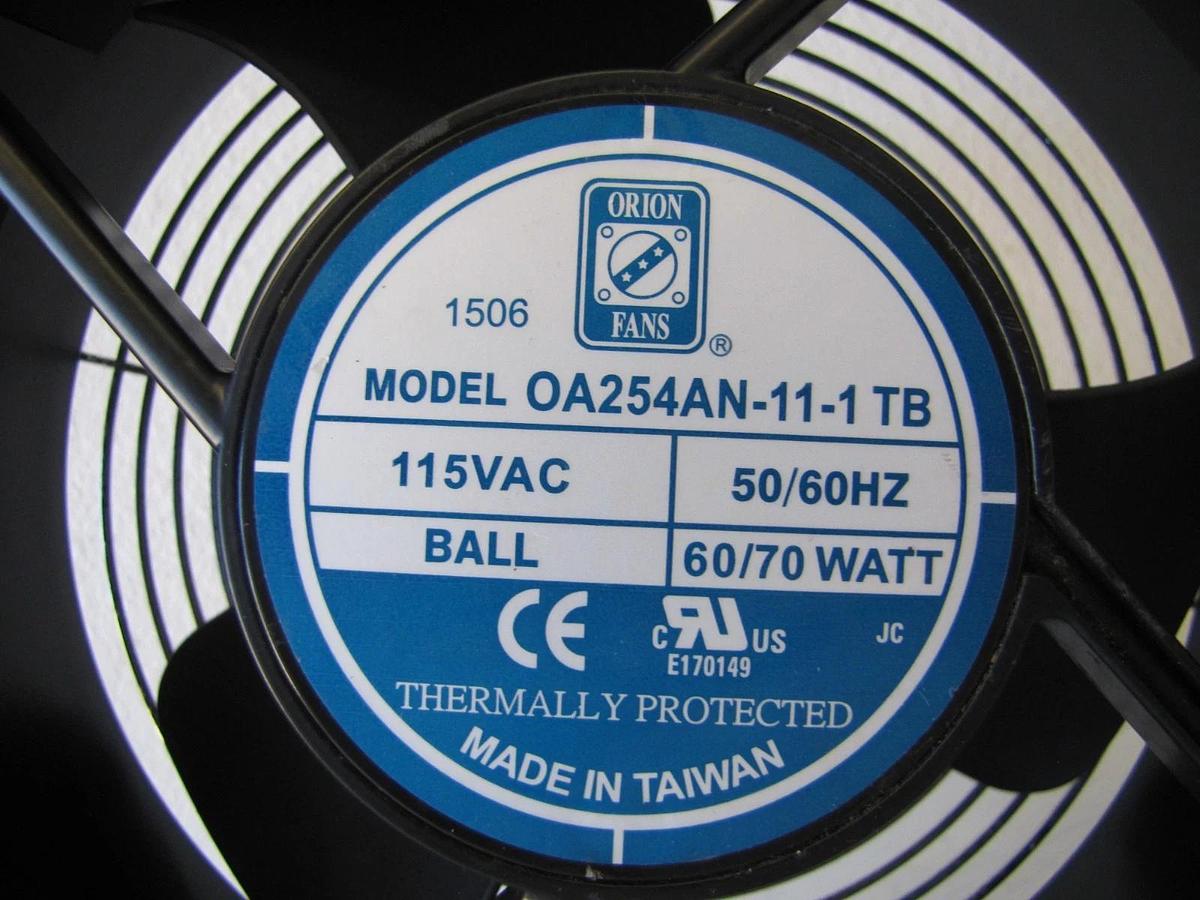 ORION
FANS
®
1506
MODEL OA254AN-11-1 TB
115VAC 50/60HZ
BALL 60/70 WATT
CE C RU US JC
E170149
THERMALLY PROTECTED
MADE IN TAIWAN